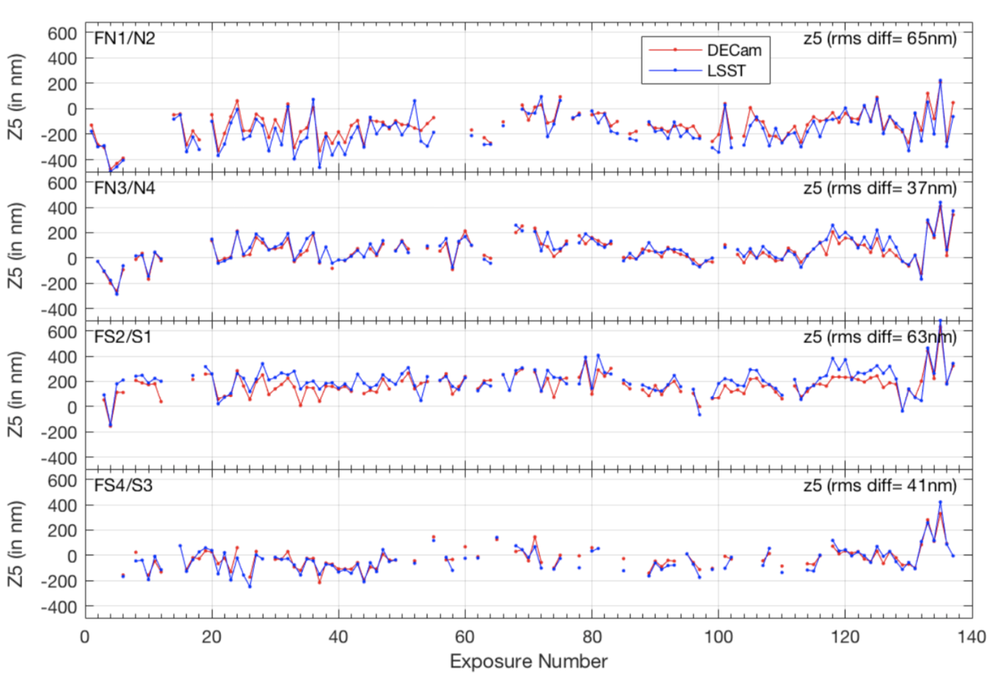 FN1/N2 z5 (rms diff= 65nm)
DECam
LSST
600
400
200
0
-200
-400
Z5 (in nm)
FN3/N4 z5 (rms diff= 37nm)
600
400
200
0
-200
-400
Z5 (in nm)
FS2/S1 z5 (rms diff= 63nm)
600
400
200
0
-200
-400
Z5 (in nm)
FS4/S3 z5 (rms diff= 41nm)
600
400
200
0
-200
-400
Z5 (in nm)
0 20 40 60 80 100 120 140
Exposure Number